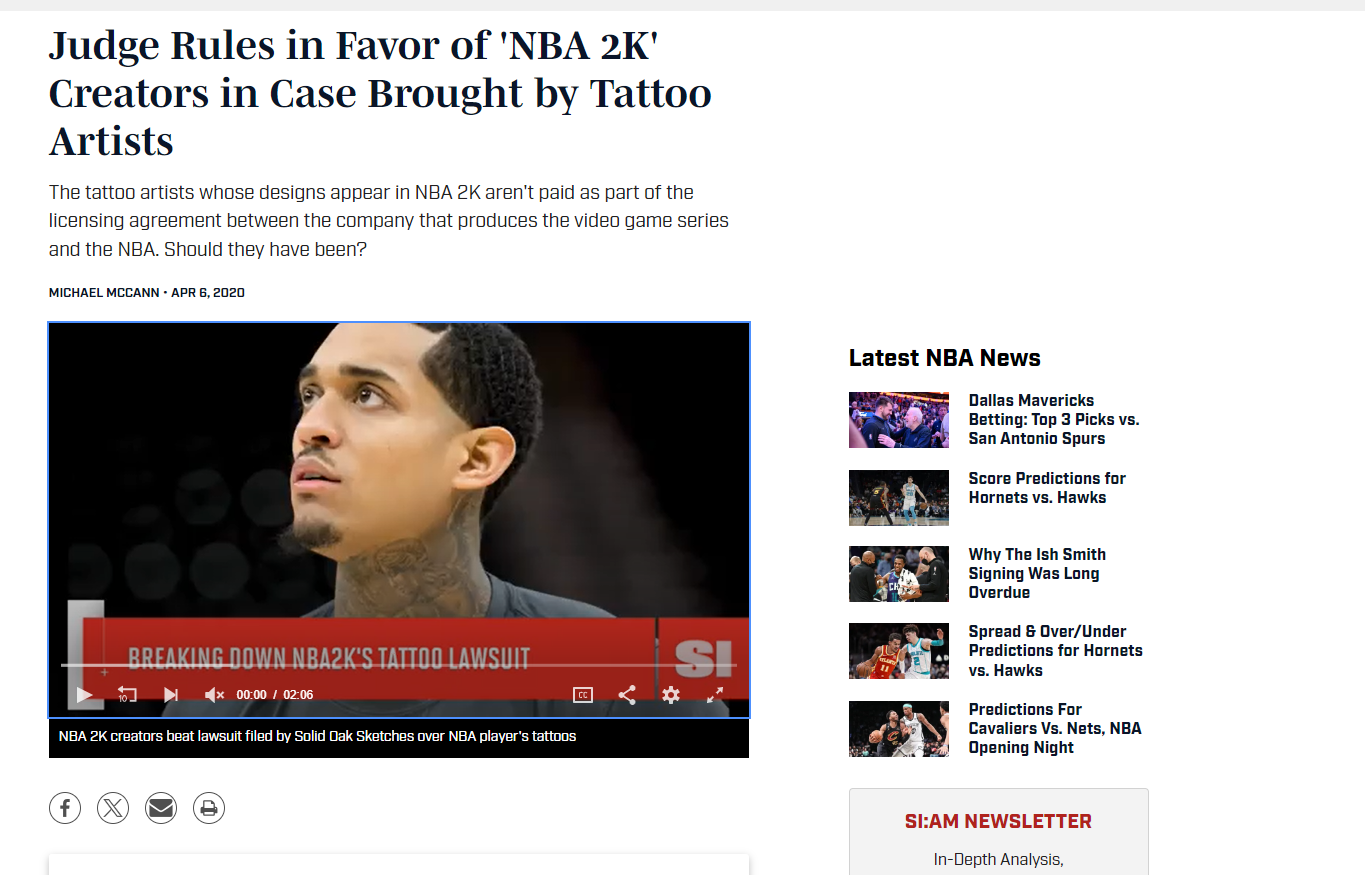 Judge Rules in Favor of 'NBA 2K'
Creators in Case Brought by Tattoo
Artists
The tattoo artists whose designs appear in NBA 2K aren't paid as part of the
licensing agreement between the company that produces the video game series
and the NBA. Should they have been?
MICHAEL MCCANN • APR 6, 2020
BREAKING DOWN NBA2K'S TATTOO LAWSUIT
SI
10
00:00 / 02:06
CC
NBA 2K creators beat lawsuit filed by Solid Oak Sketches over NBA player's tattoos
Latest NBA News
Dallas Mavericks
Betting: Top 3 Picks vs.
San Antonio Spurs
Score Predictions for
Hornets vs. Hawks
Why The Ish Smith
Signing Was Long
Overdue
Spread & Over/Under
Predictions for Hornets
vs. Hawks
Predictions For
Cavaliers Vs. Nets, NBA
Opening Night
SI:AM NEWSLETTER
In-Depth Analysis,